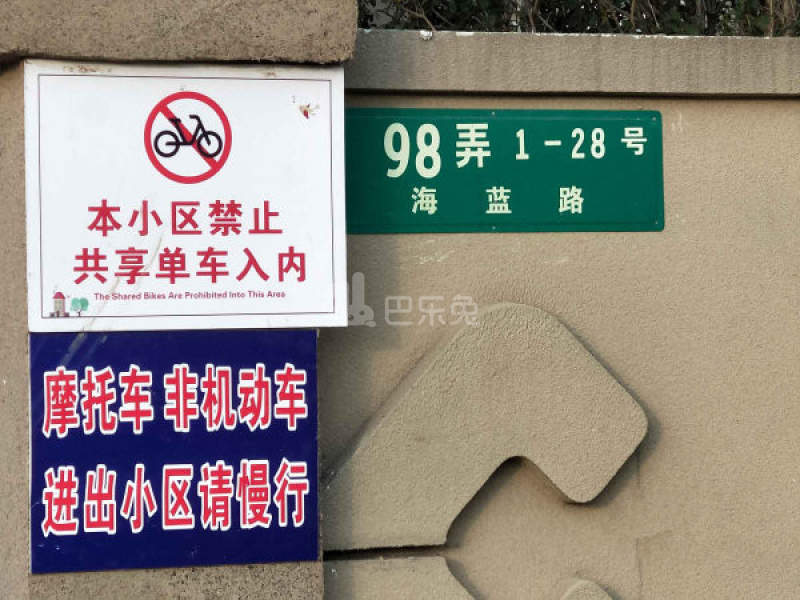 本小区禁止
共享单车入内
The Shared Bikes Are Prohibited Into This Area
摩托车 非机动车
进出小区请慢行
98弄 1-28号
海蓝路
巴乐兔